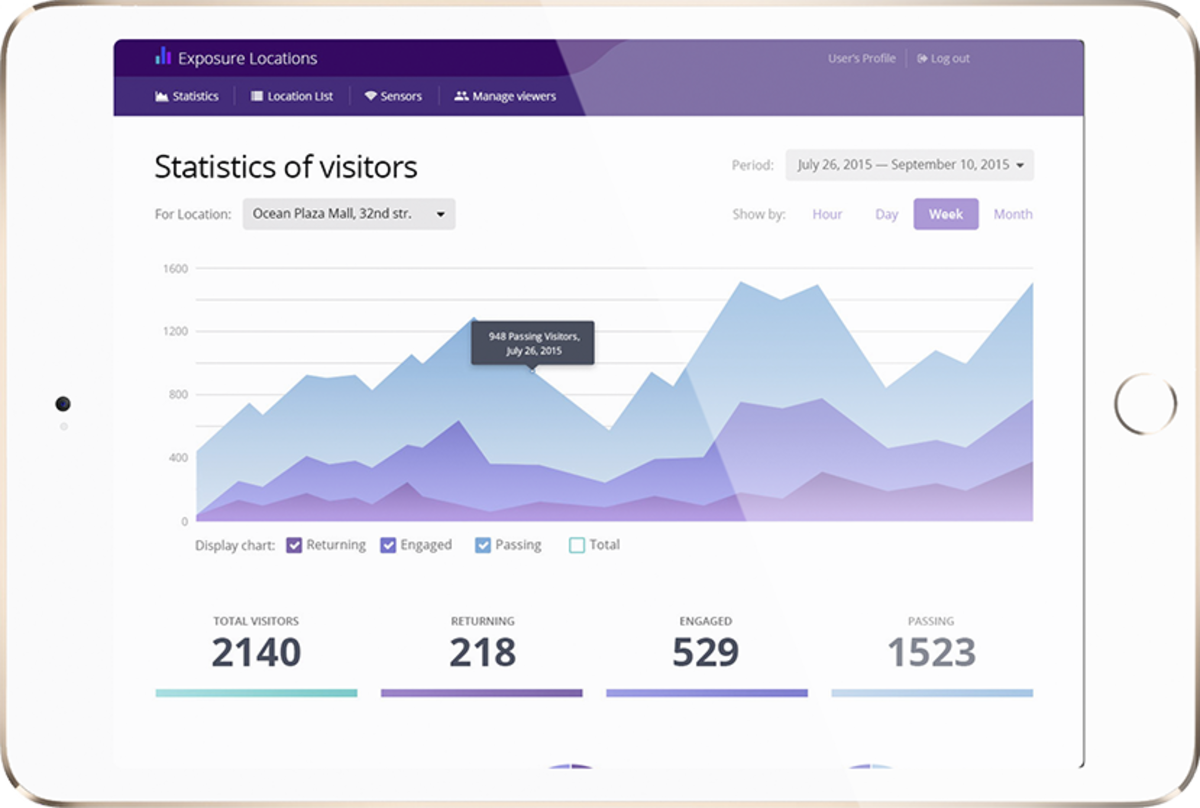 Exposure Locations
User's Profile
Log out
Statistics
Location List
Sensors
Manage viewers
Statistics of visitors
Period:
July 26, 2015 — September 10, 2015
For Location:
Ocean Plaza Mall, 32nd str.
Show by:
Hour
Day
Week
Month
1600
1200
800
400
0
948 Passing Visitors,
July 26, 2015
Display chart:
Returning
Engaged
Passing
Total
TOTAL VISITORS
2140
RETURNING
218
ENGAGED
529
PASSING
1523